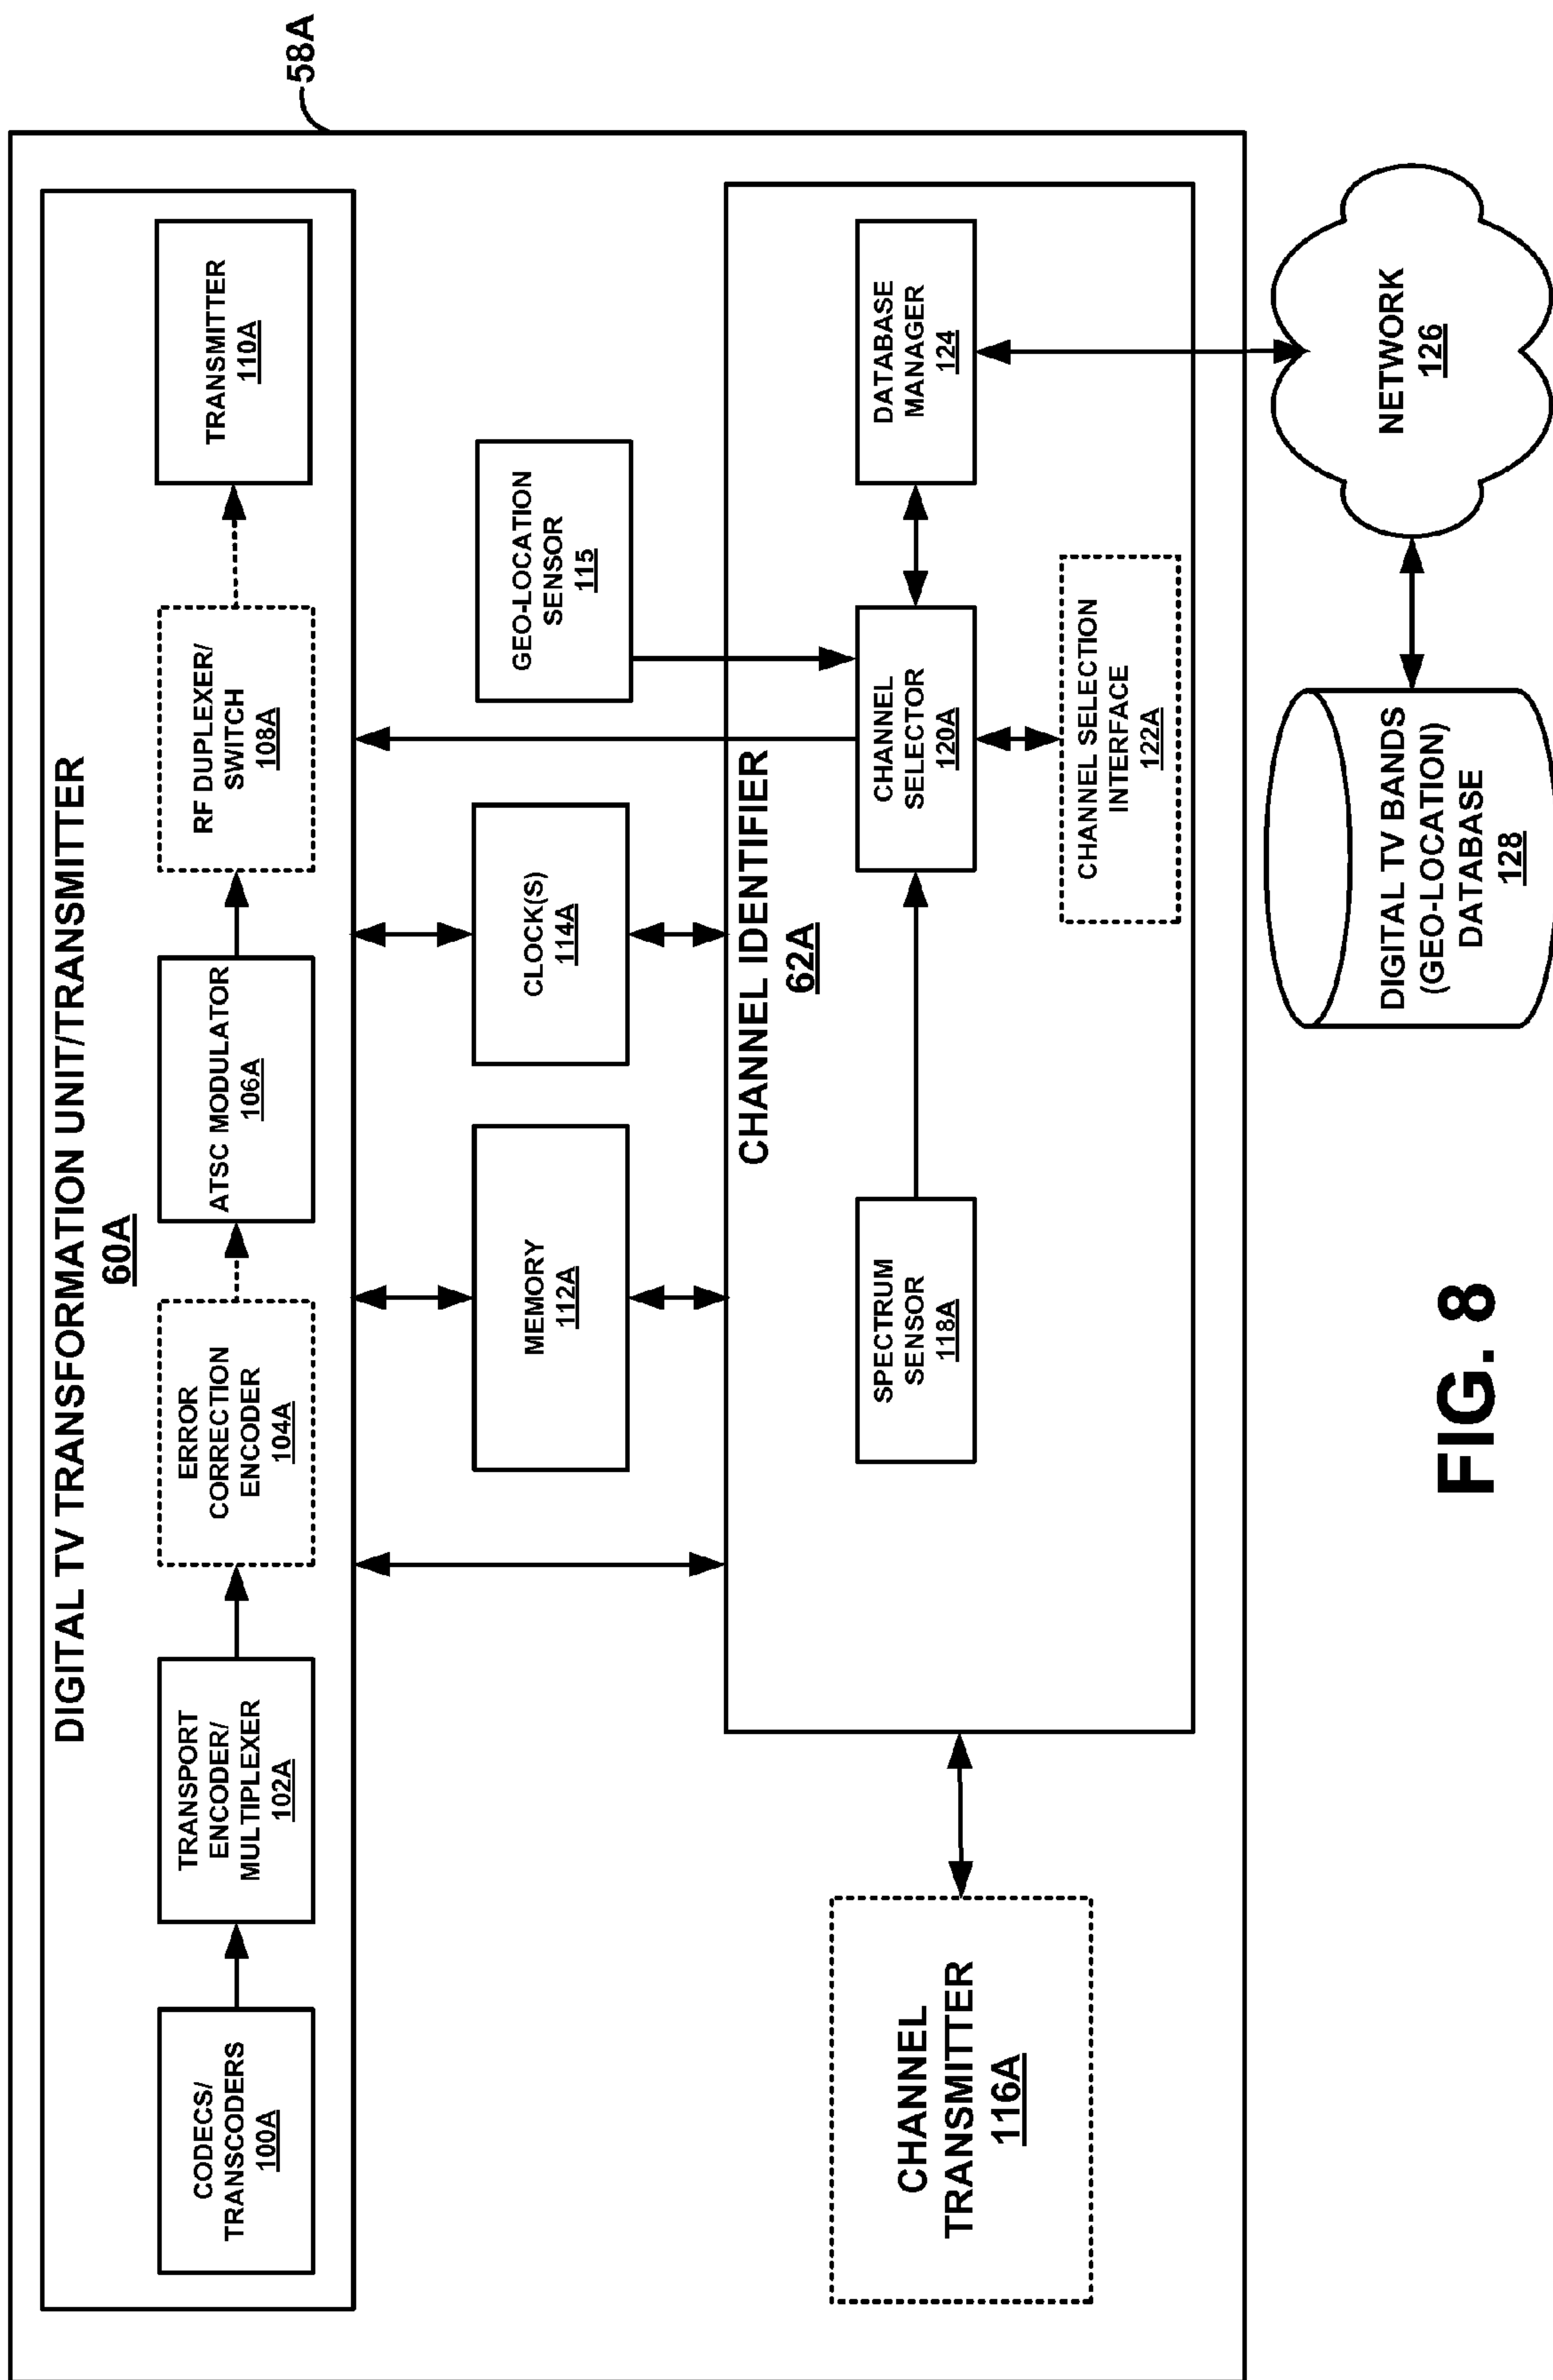 58A
DIGITAL TV TRANSFORMATION UNIT/TRANSMITTER
60A
CODECS/
TRANSCODERS
100A
TRANSPORT
ENCODER/
MULTIPLEXER
102A
ERROR
CORRECTION
ENCODER
104A
ATSC MODULATOR
106A
RF DUPLEXER/
SWITCH
108A
TRANSMITTER
110A
MEMORY
112A
CLOCK(S)
114A
GEO-LOCATION
SENSOR
115
CHANNEL
TRANSMITTER
116A
CHANNEL IDENTIFIER
62A
SPECTRUM
SENSOR
118A
CHANNEL
SELECTOR
120A
DATABASE
MANAGER
124
CHANNEL SELECTION
INTERFACE
122A
DIGITAL TV BANDS
(GEO-LOCATION)
DATABASE
128
NETWORK
126
FIG. 8